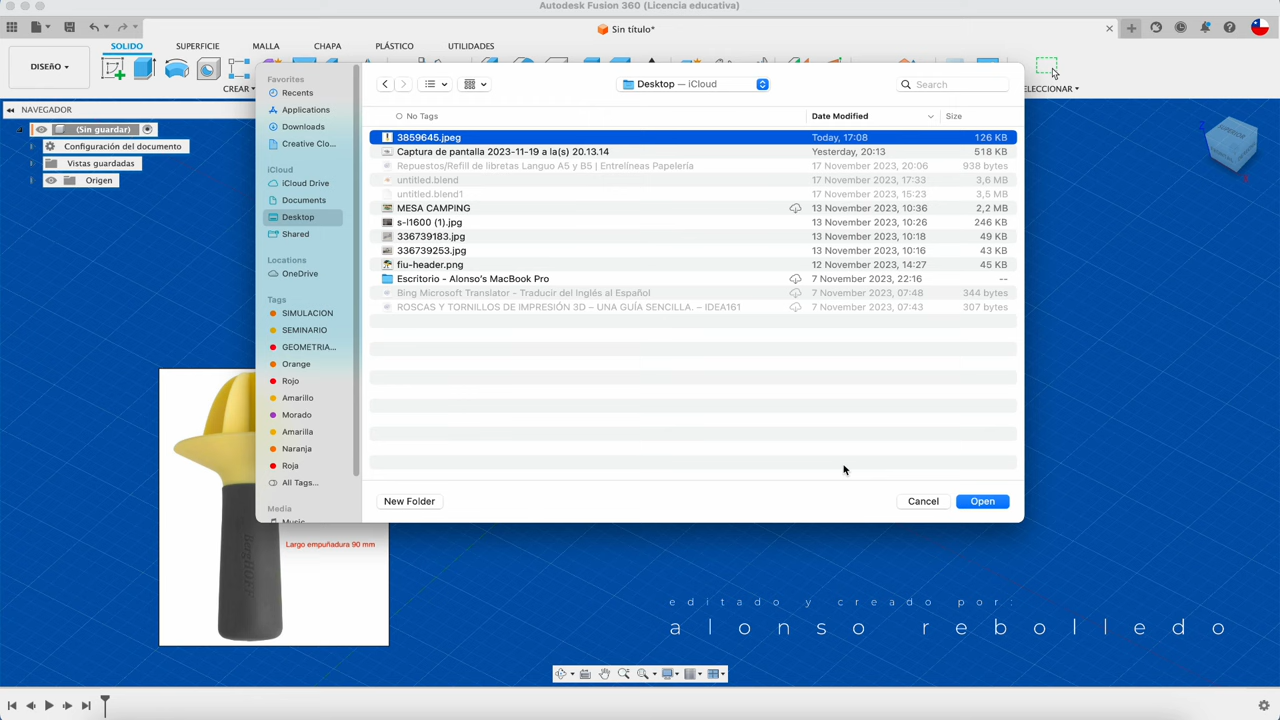 Autodesk Fusion 360 (Licencia educativa)
Sin título*
DISEñO
SOLIDO
SUPERFICIE
MALLA
CHAPA
PLÁSTICO
UTILIDADES
CREAR
SELECCIONAR
NAVEGADOR
(Sin guardar)
Configuración del documento
Vistas guardadas
Origen
Favorites
Recents
Applications
Downloads
Creative Clo...
iCloud
iCloud Drive
Documents
Desktop
Shared
Locations
OneDrive
Tags
SIMULACION
SEMINARIO
GEOMETRIA...
Orange
Rojo
Amarillo
Morado
Amarilla
Naranja
Roja
All Tags...
Media
Music
Desktop — iCloud
Search
No Tags
Date Modified
Size
3859645.jpeg Today, 17:08 126 KB
Captura de pantalla 2023-11-19 a la(s) 20.13.14 Yesterday, 20:13 518 KB
Repuestos/Refill de libretas Languo A5 y B5 | Entrelíneas Papelería 17 November 2023, 20:06 938 bytes
untitled.blend 17 November 2023, 17:33 3,6 MB
untitled.blend1 17 November 2023, 15:23 3,5 MB
MESA CAMPING 13 November 2023, 10:36 2,2 MB
s-l1600 (1).jpg 13 November 2023, 10:26 246 KB
336739183.jpg 13 November 2023, 10:18 49 KB
336739253.jpg 13 November 2023, 10:16 43 KB
fiu-header.png 12 November 2023, 14:27 45 KB
Escritorio - Alonso's MacBook Pro 7 November 2023, 22:16 --
Bing Microsoft Translator - Traducir del Inglés al Español 7 November 2023, 07:48 344 bytes
ROSCAS Y TORNILLOS DE IMPRESIÓN 3D – UNA GUÍA SENCILLA. – IDEA161 7 November 2023, 07:43 307 bytes
New Folder
Cancel
Open
Largo empuñadura 90 mm
editado y creado por:
alonso rebolledo